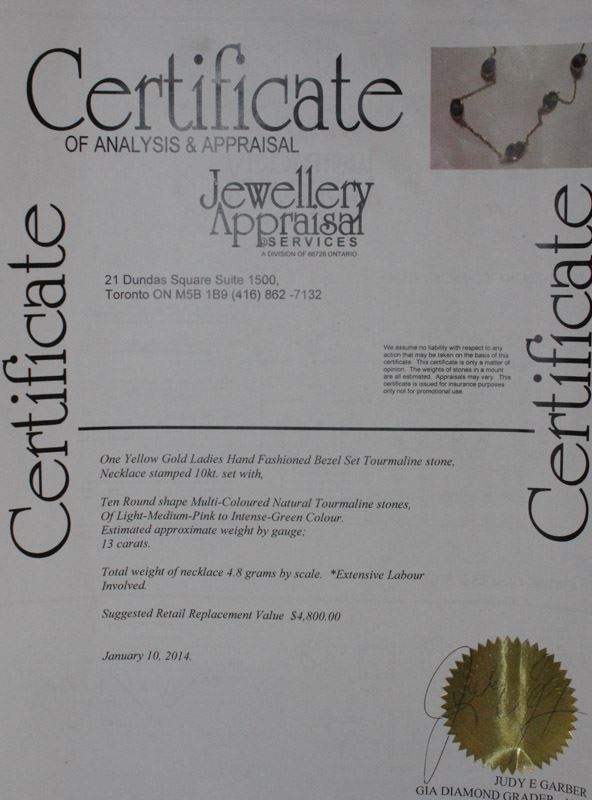 Certificate
OF ANALYSIS & APPRAISAL
Jewellery
Appraisal
SERVICES
A DIVISION OF 66728 ONTARIO
21 Dundas Square Suite 1500,
Toronto ON M5B 1B9 (416) 862 -7132
Certificate
Certificate
We assume no liability with respect to any
action that may be taken on the basis of this
certificate. This certificate is only a matter of
opinion. The weights of stones in a mount
are all estimated. Appraisals may vary. This
certificate is issued for insurance purposes
only not for promotional use.
One Yellow Gold Ladies Hand Fashioned Bezel Set Tourmaline stone,
Necklace stamped 10kt. set with,
Ten Round shape Multi-Coloured Natural Tourmaline stones,
Of Light-Medium-Pink to Intense-Green Colour.
Estimated approximate weight by gauge;
13 carats.
Total weight of necklace 4.8 grams by scale. *Extensive Labour
Involved.
Suggested Retail Replacement Value $4,800.00
January 10, 2014.
JUDY E GARBER
GIA DIAMOND GRADER